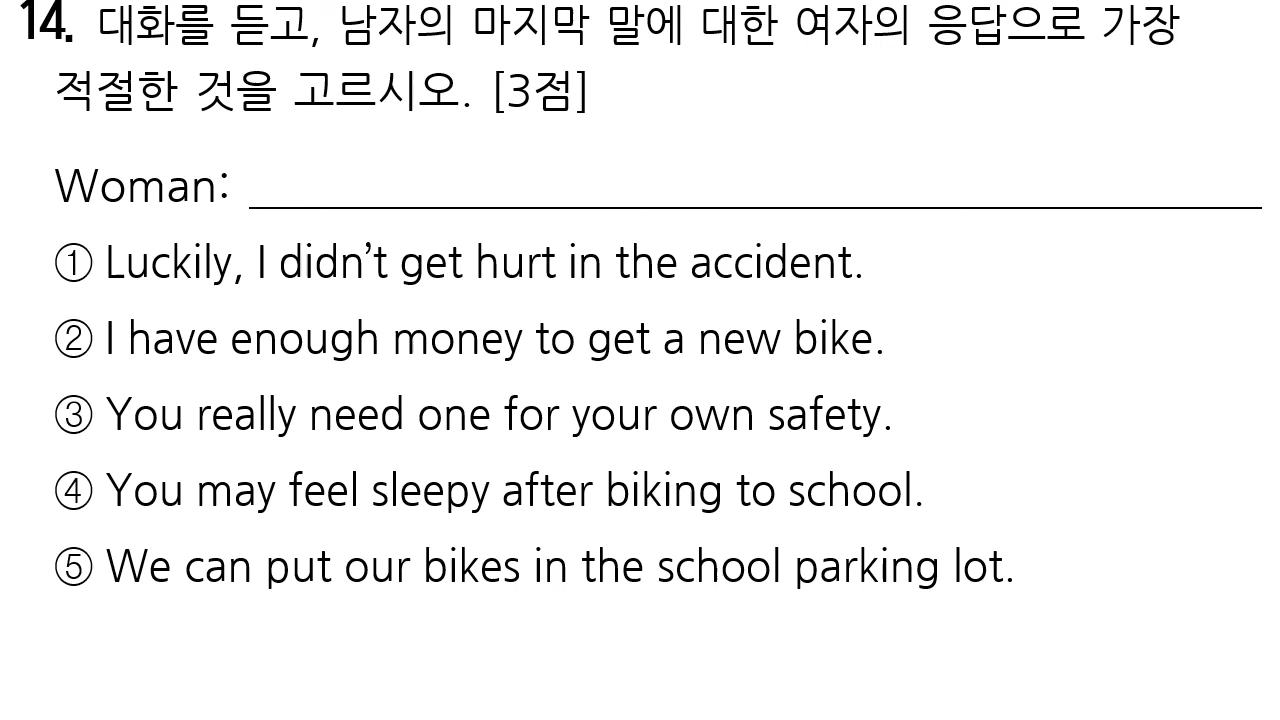 14. 대화를 듣고, 남자의 마지막 말에 대한 여자의 응답으로 가장
적절한 것을 고르시오. [3점]
Woman: 
① Luckily, I didn’t get hurt in the accident.
② I have enough money to get a new bike.
③ You really need one for your own safety.
④ You may feel sleepy after biking to school.
⑤ We can put our bikes in the school parking lot.